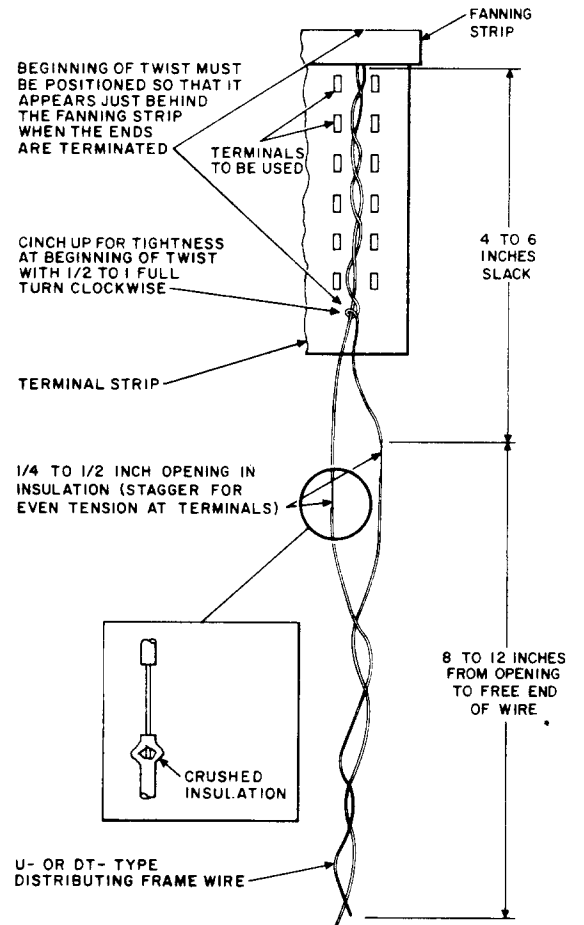 FANNING
STRIP
BEGINNING OF TWIST MUST
BE POSITIONED SO THAT IT
APPEARS JUST BEHIND
THE FANNING STRIP
WHEN THE ENDS
ARE TERMINATED
TERMINALS
TO BE USED
CINCH UP FOR TIGHTNESS
AT BEGINNING OF TWIST
WITH 1/2 TO 1 FULL
TURN CLOCKWISE
4 TO 6
INCHES
SLACK
TERMINAL STRIP
1/4 TO 1/2 INCH OPENING IN
INSULATION (STAGGER FOR
EVEN TENSION AT TERMINALS)
8 TO 12 INCHES
FROM OPENING
TO FREE END
OF WIRE
CRUSHED
INSULATION
U- OR DT- TYPE
DISTRIBUTING FRAME WIRE